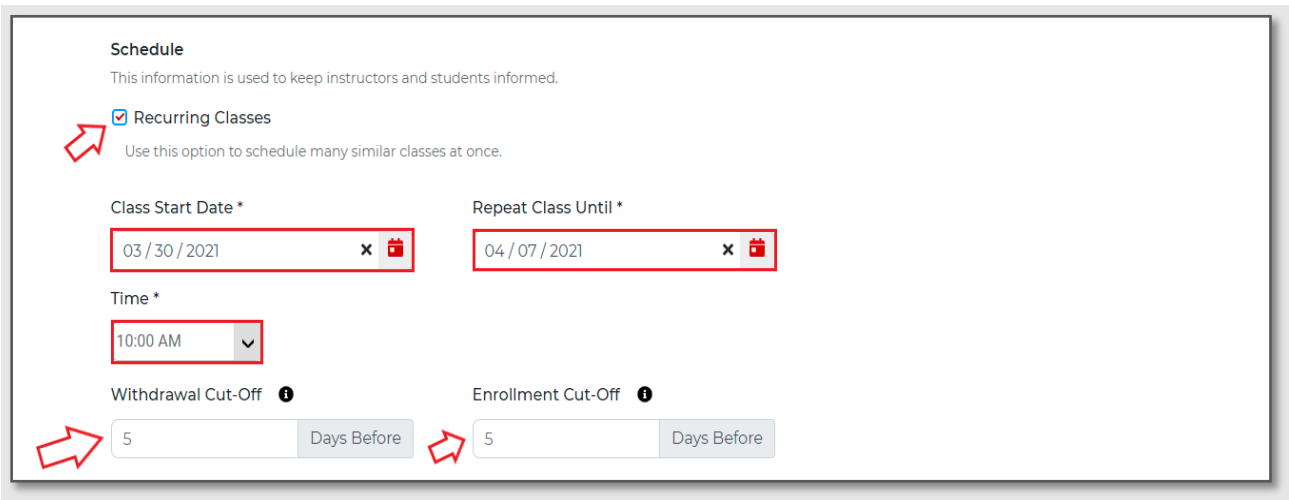 Schedule
This information is used to keep instructors and students informed.
Recurring Classes
Use this option to schedule many similar classes at once.
Class Start Date * Repeat Class Until *
03 / 30 / 2021 04 / 07 / 2021
Time *
10:00 AM
Withdrawal Cut-Off Enrollment Cut-Off
5 Days Before 5 Days Before